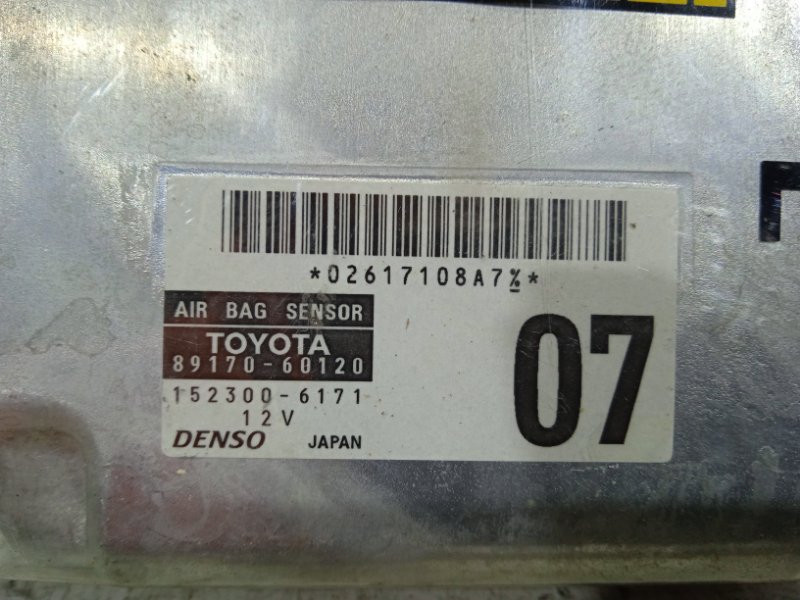 *02617108A7%*
AIR BAG SENSOR
TOYOTA
89170-60120
152300-6171
12V
DENSO JAPAN
07